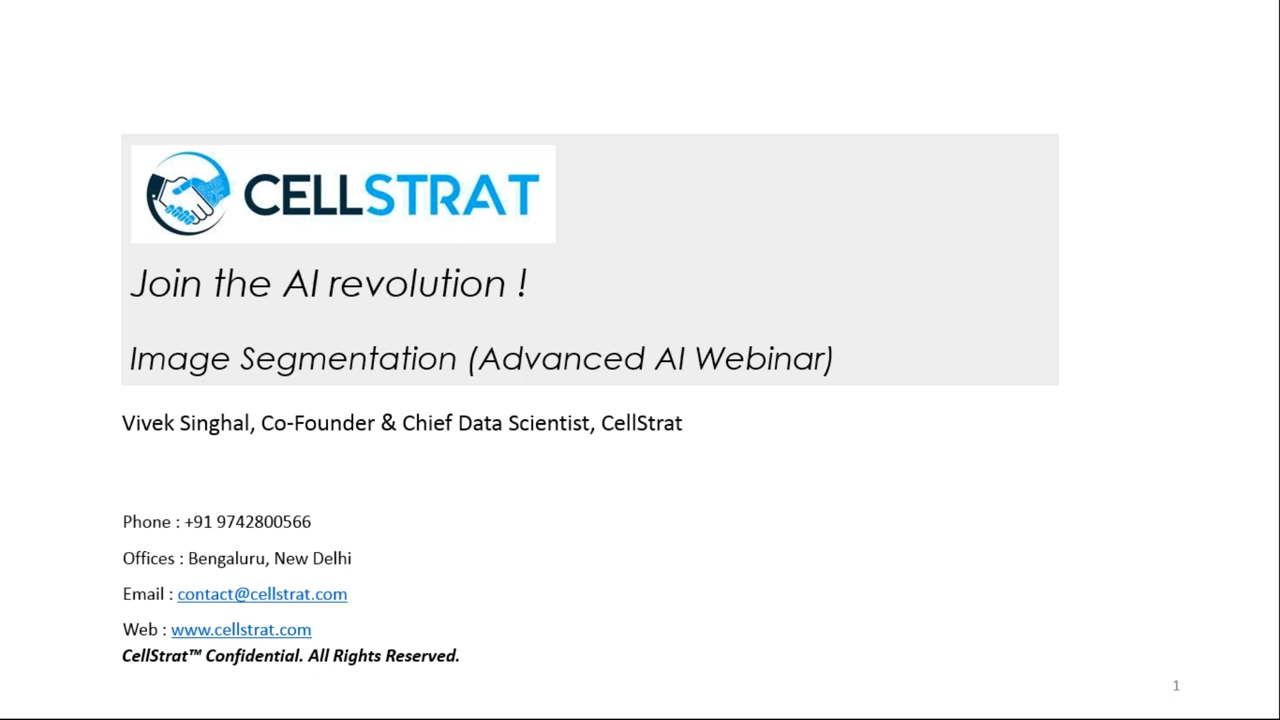 CELLSTRAT
Join the AI revolution !
Image Segmentation (Advanced AI Webinar)
Vivek Singhal, Co-Founder & Chief Data Scientist, CellStrat
Phone : +91 9742800566
Offices : Bengaluru, New Delhi
Email : contact@cellstrat.com
Web : www.cellstrat.com
CellStrat™ Confidential. All Rights Reserved.
1